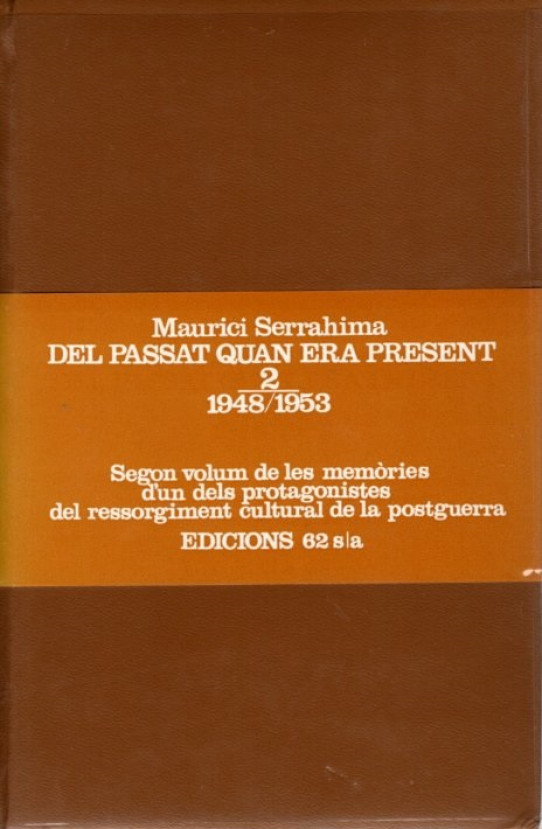 Maurici Serrahima
DEL PASSAT QUAN ERA PRESENT
2
1948/1953
Segon volum de les memòries
d'un dels protagonistes
del ressorgiment cultural de la postguerra
EDICIONS 62 s|a